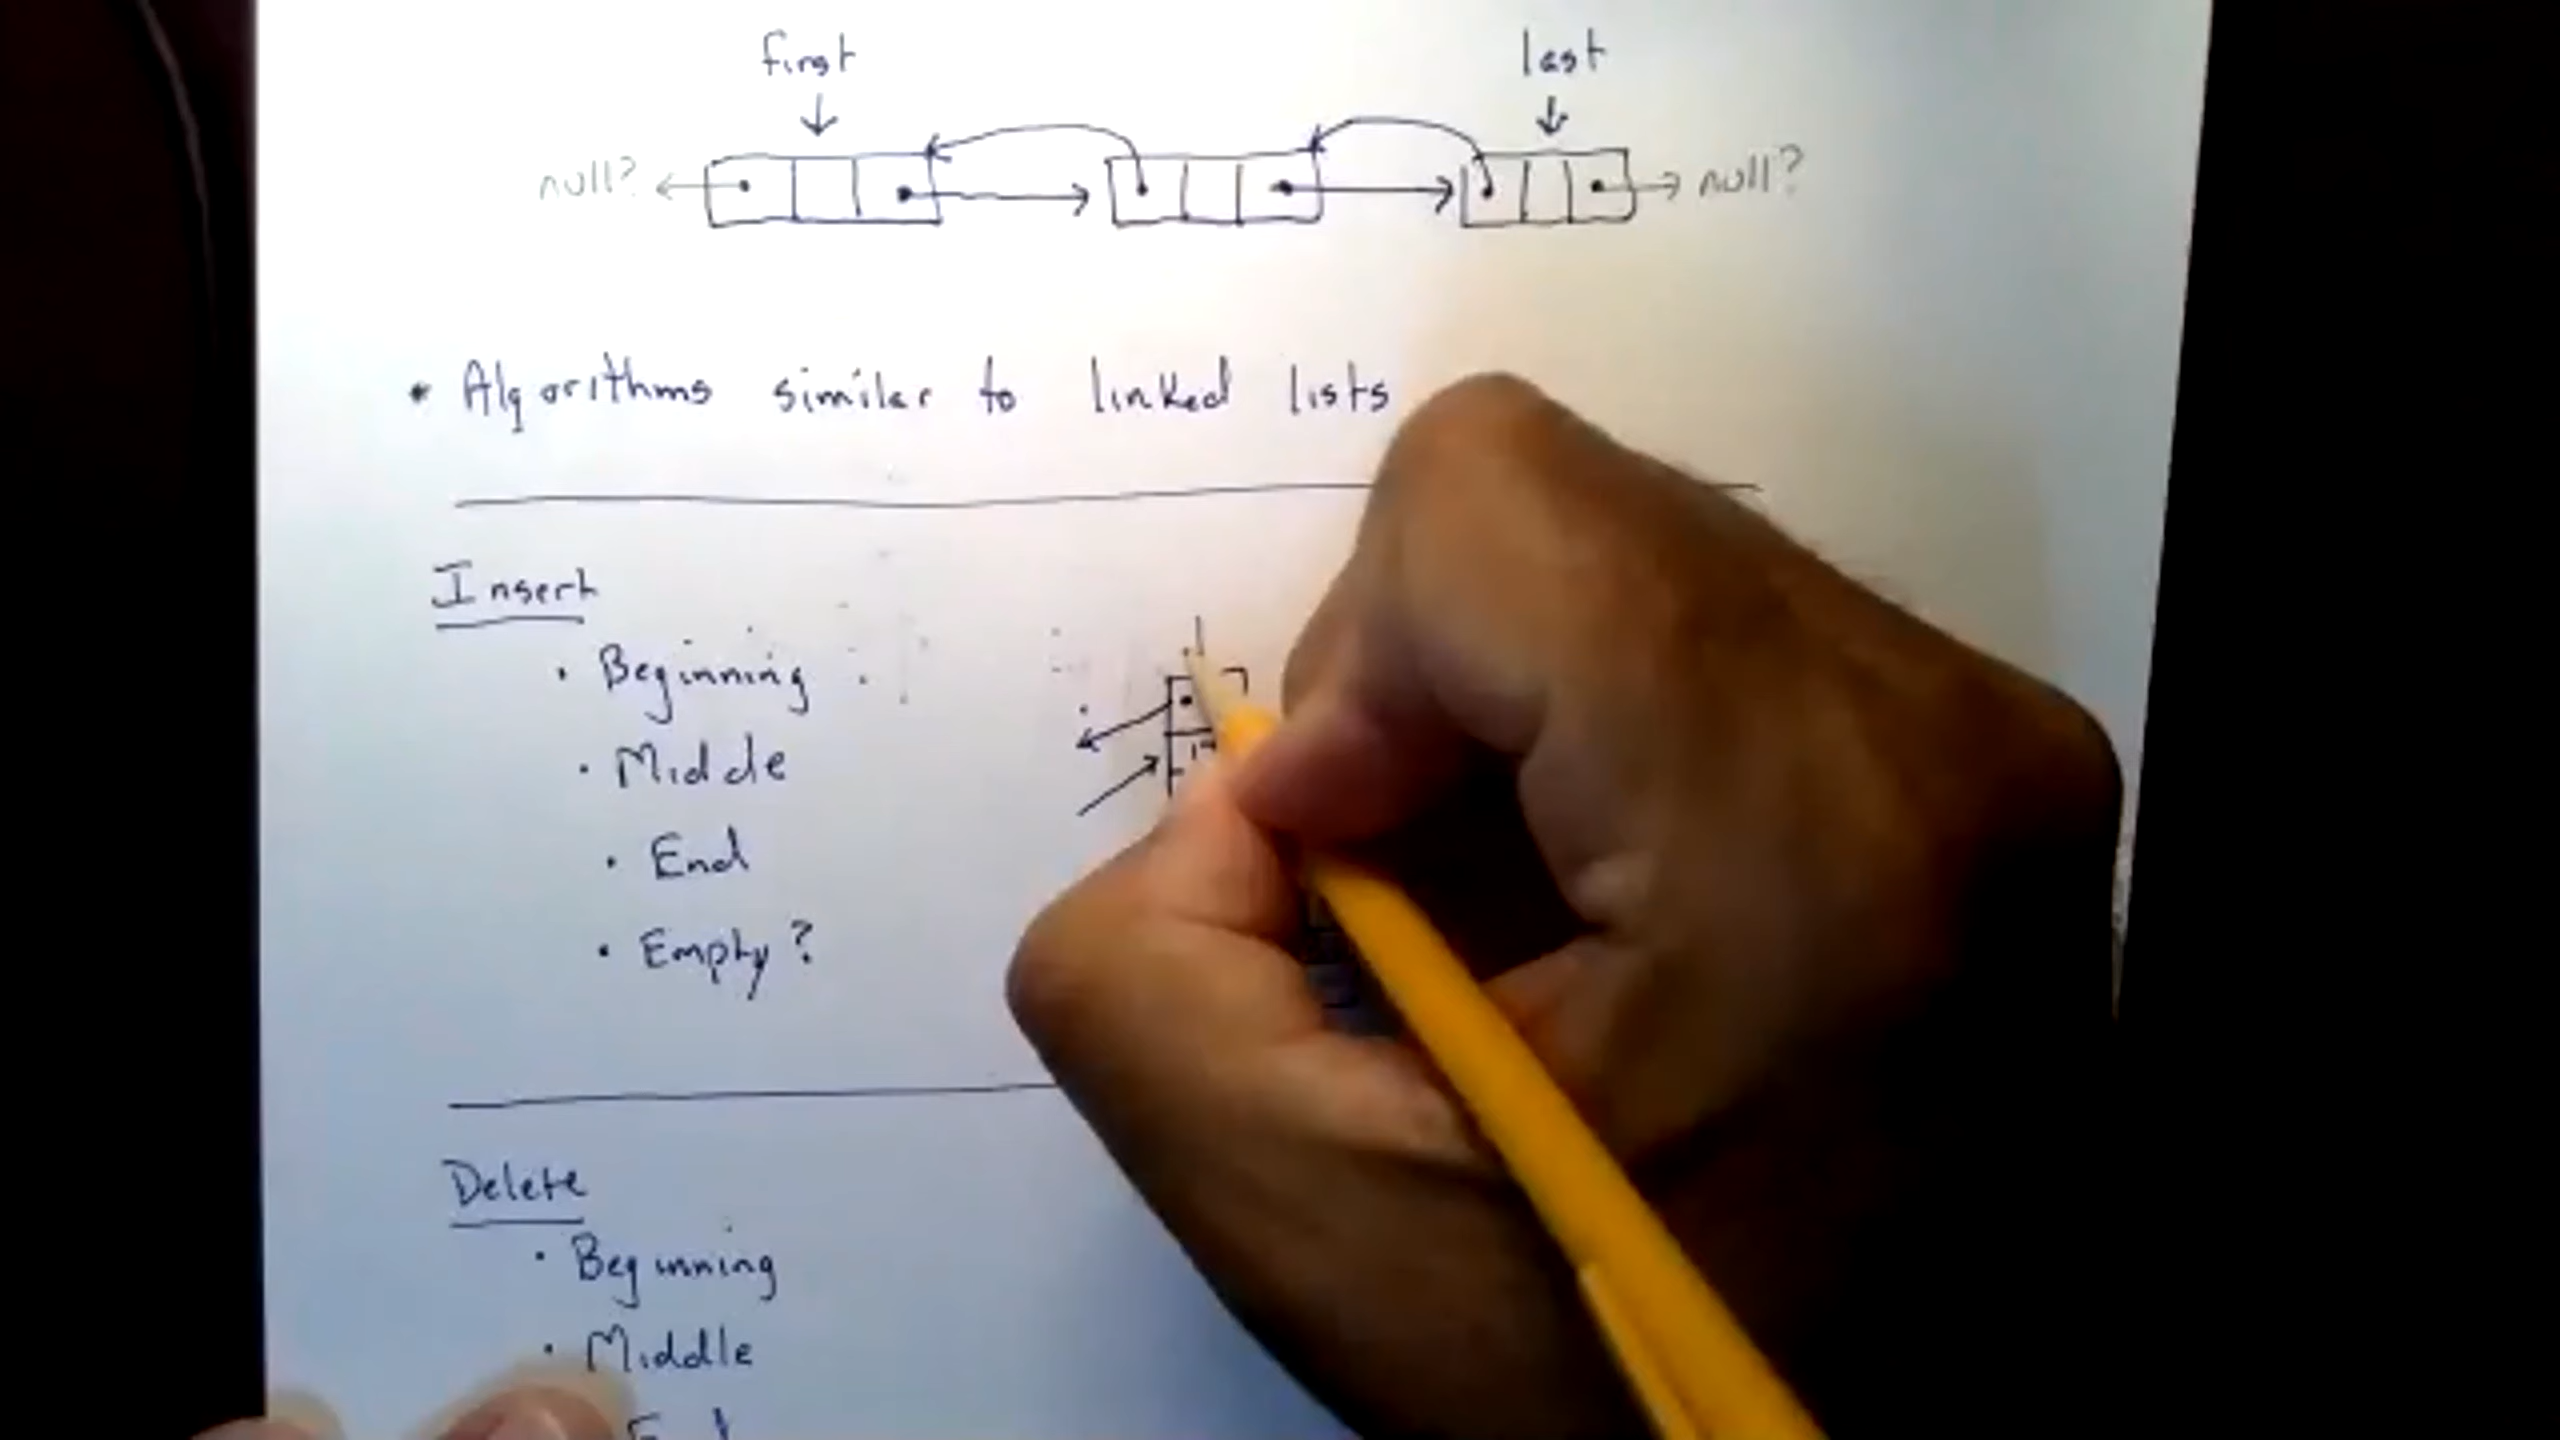 first last
null? null?
* Algorithms similar to linked lists
Insert
· Beginning
· Middle
· End
· Empty?
Delete
· Beginning
· Middle